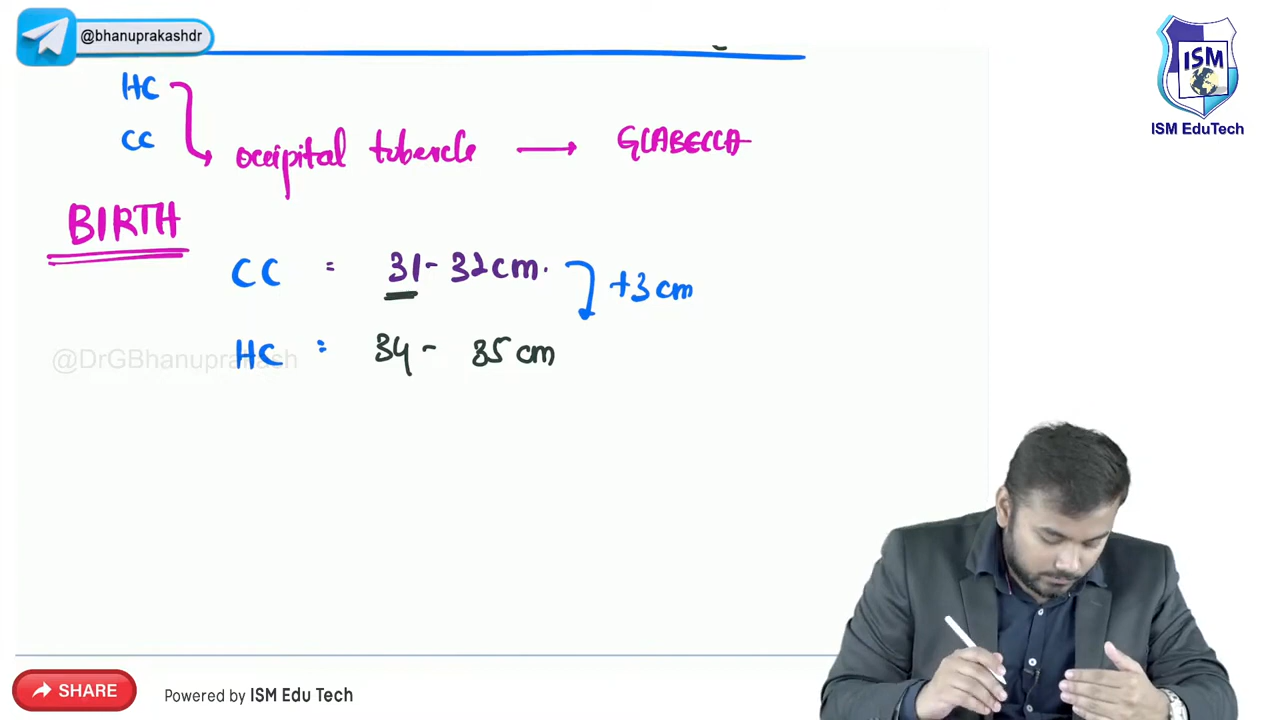 @bhanuprakashdr
ISM
ISM EduTech
HC
CC
occipital tubercle → GLABELLA
BIRTH
CC = 31-32cm.
+3 cm
@DrGBhanuprakash
HC = 34 - 35 cm
SHARE
Powered by ISM Edu Tech